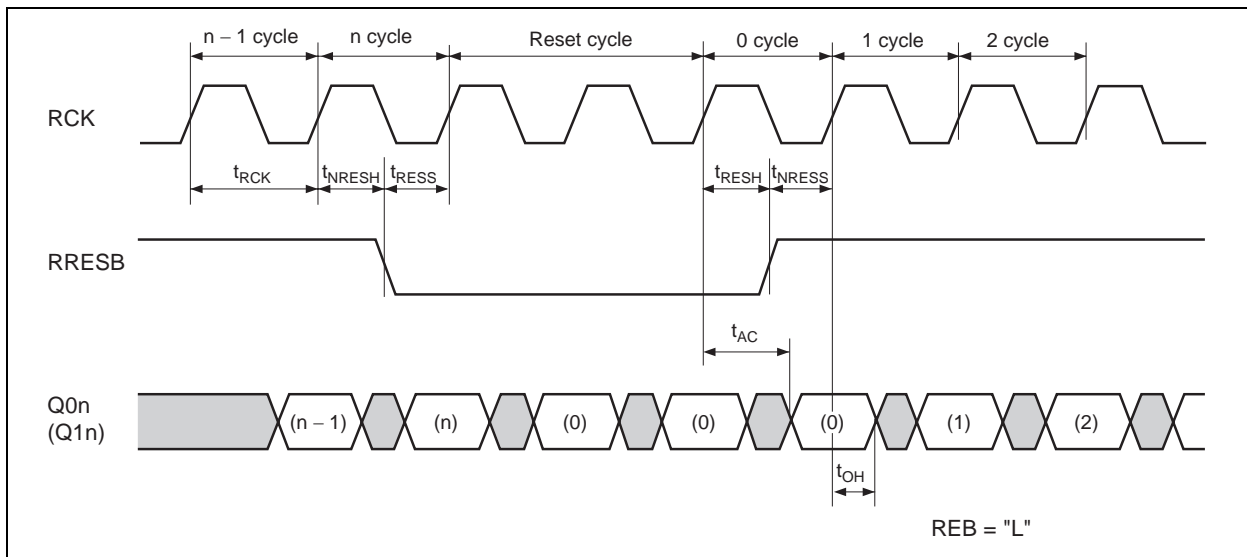 n – 1 cycle n cycle Reset cycle 0 cycle 1 cycle 2 cycle
RCK
tRCK tNRESH tRESS tRESH tNRESS
RRESB
tAC
Q0n
(Q1n)
(n – 1) (n) (0) (0) (0) (1) (2)
tOH
REB = "L"